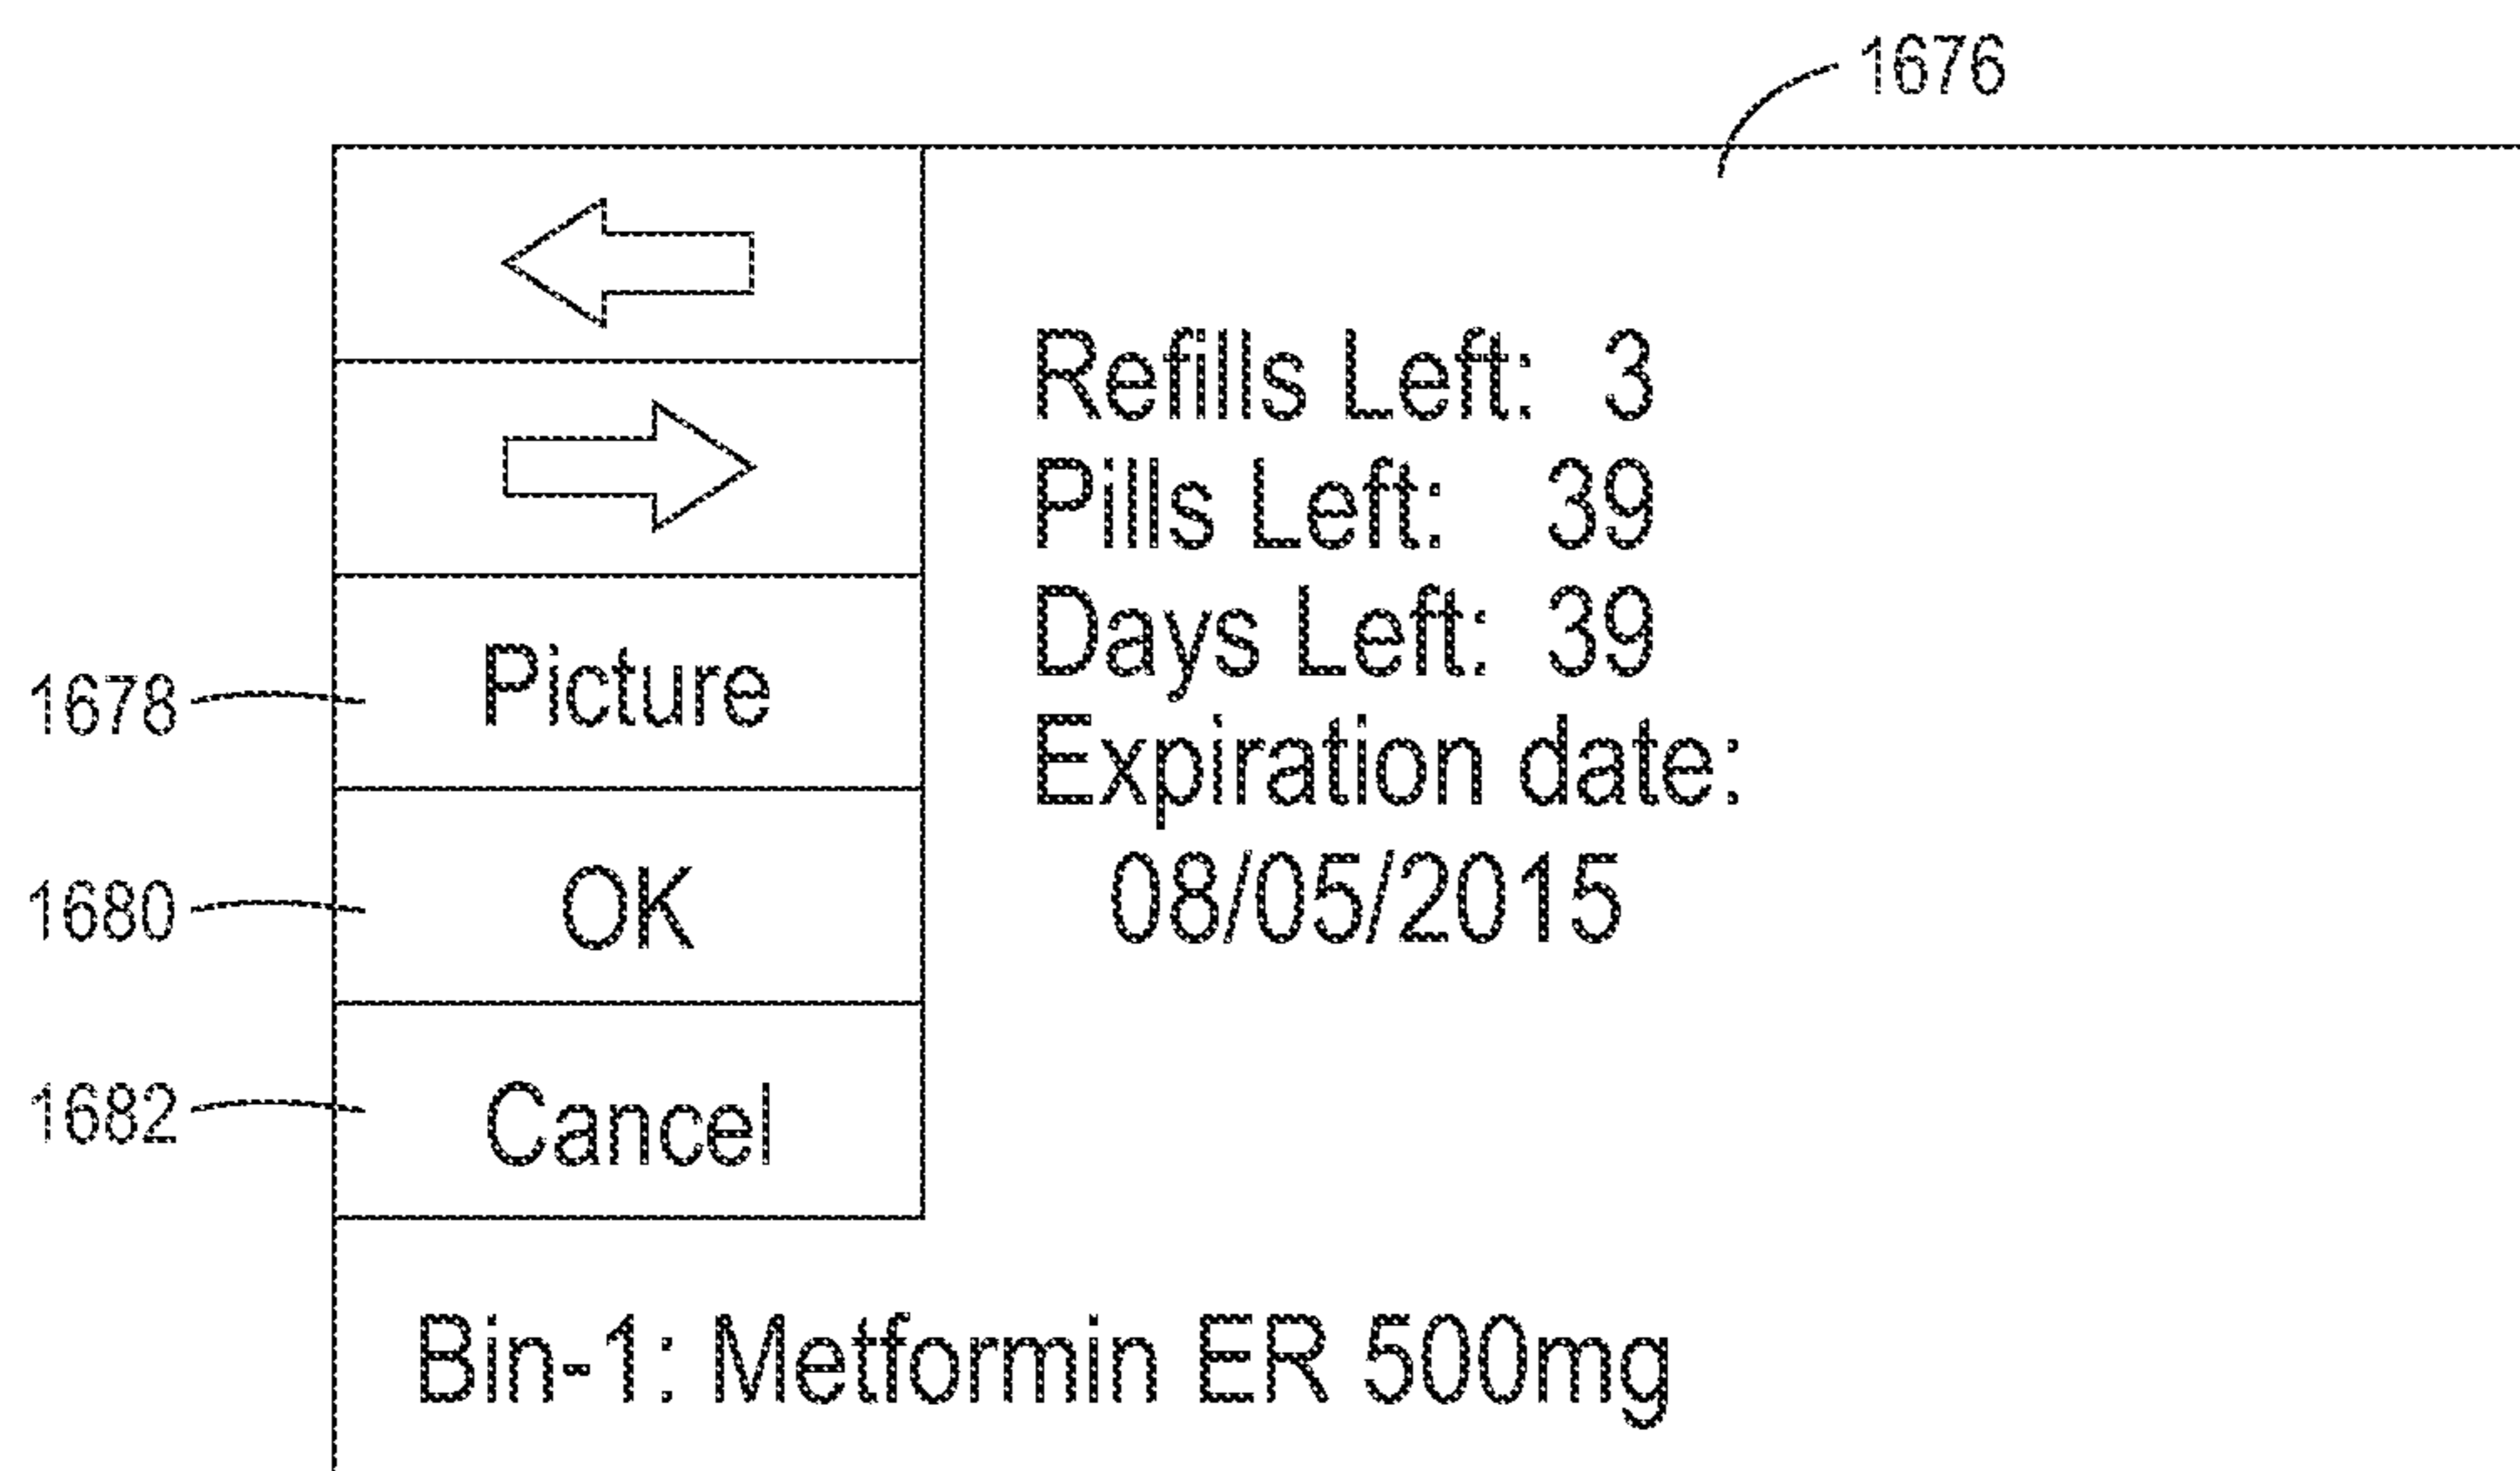 1676
Refills Left: 3
Pills Left: 39
Days Left: 39
Expiration date:
08/05/2015
1678
Picture
1680
OK
1682
Cancel
Bin-1: Metformin ER 500mg